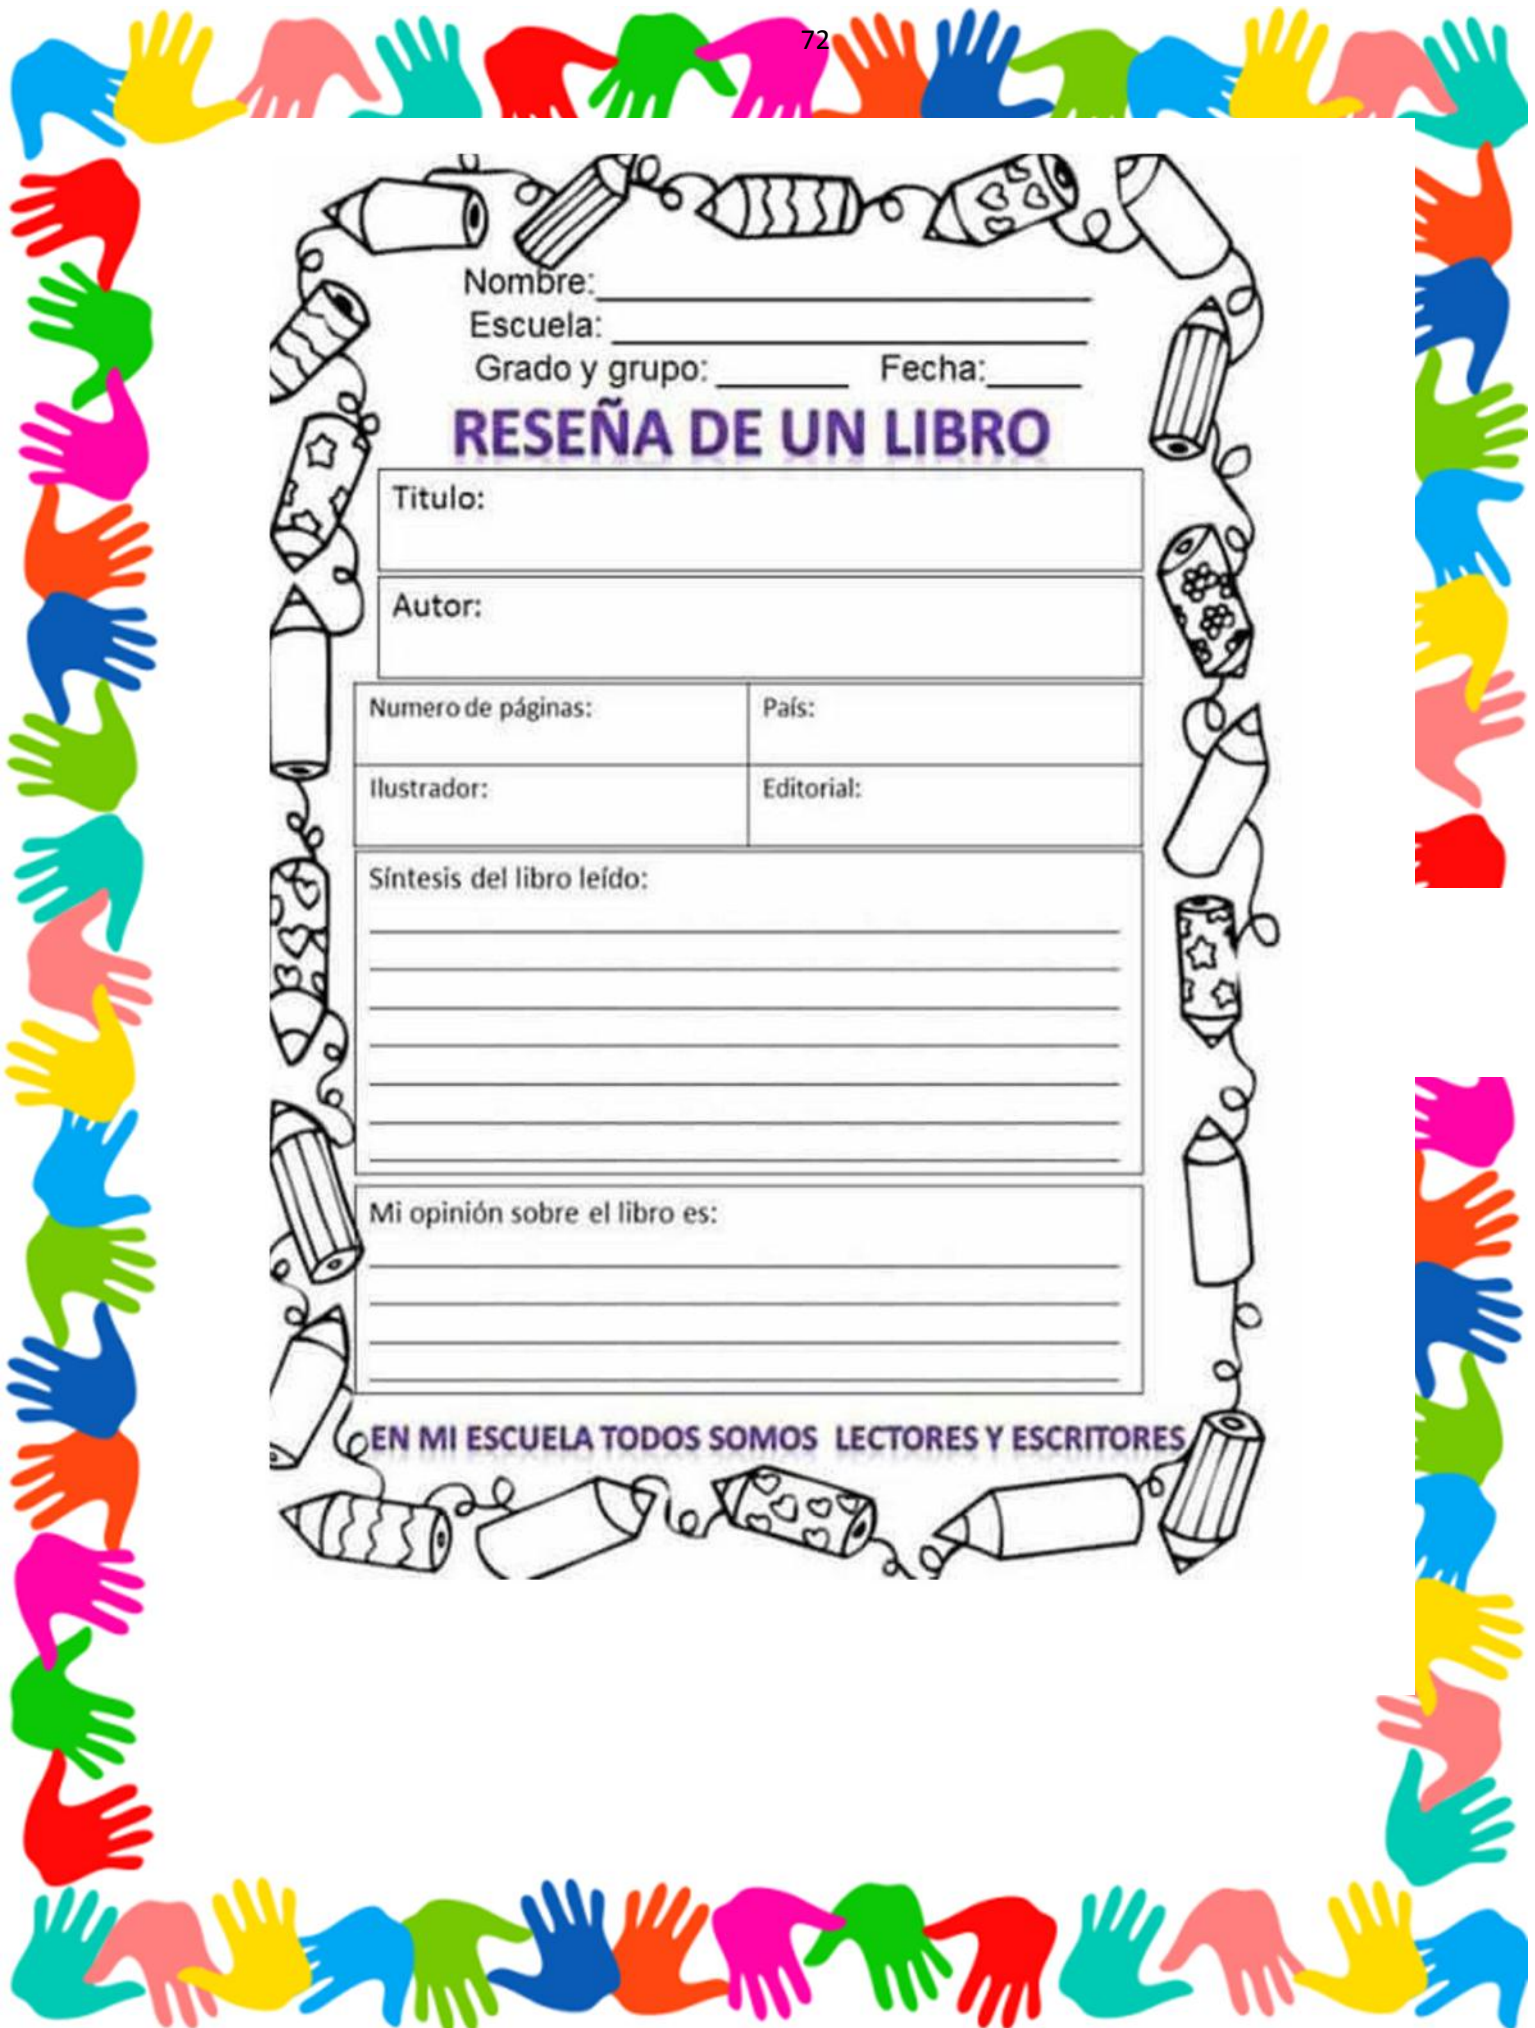 72
Nombre:
Escuela:
Grado y grupo: Fecha:
RESEÑA DE UN LIBRO
Titulo:
Autor:
Numero de páginas: País:
Ilustrador: Editorial:
Síntesis del libro leído:
Mi opinión sobre el libro es:
EN MI ESCUELA TODOS SOMOS LECTORES Y ESCRITORES